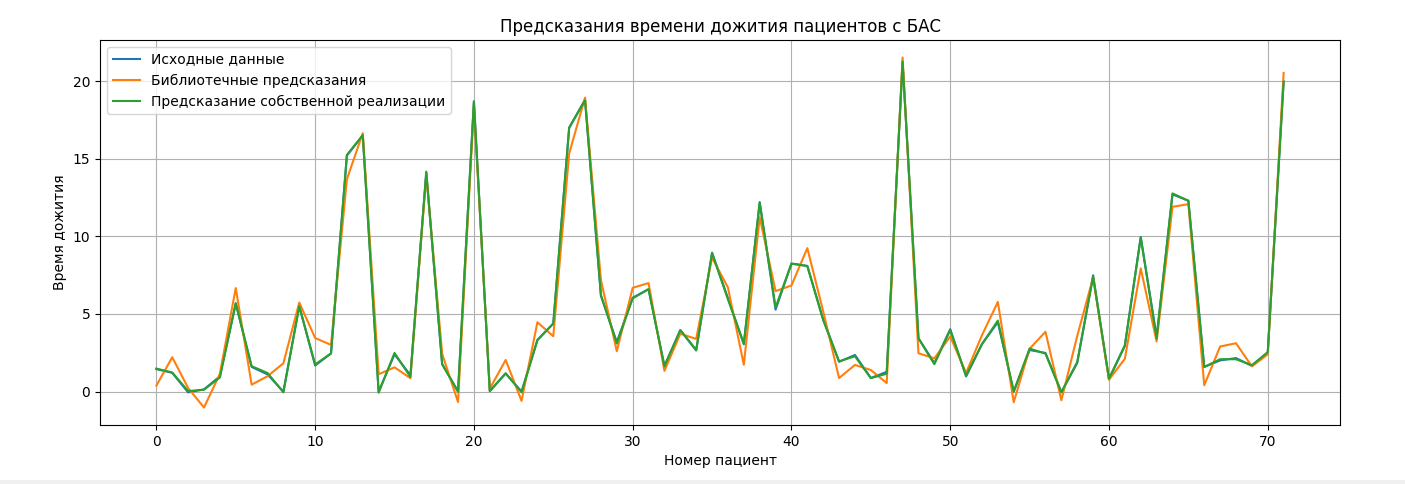 Предсказания времени дожития пациентов с БАС
Исходные данные
Библиотечные предсказания
Предсказание собственной реализации
Время дожития
20
15
10
5
0
0 10 20 30 40 50 60 70
Номер пациент